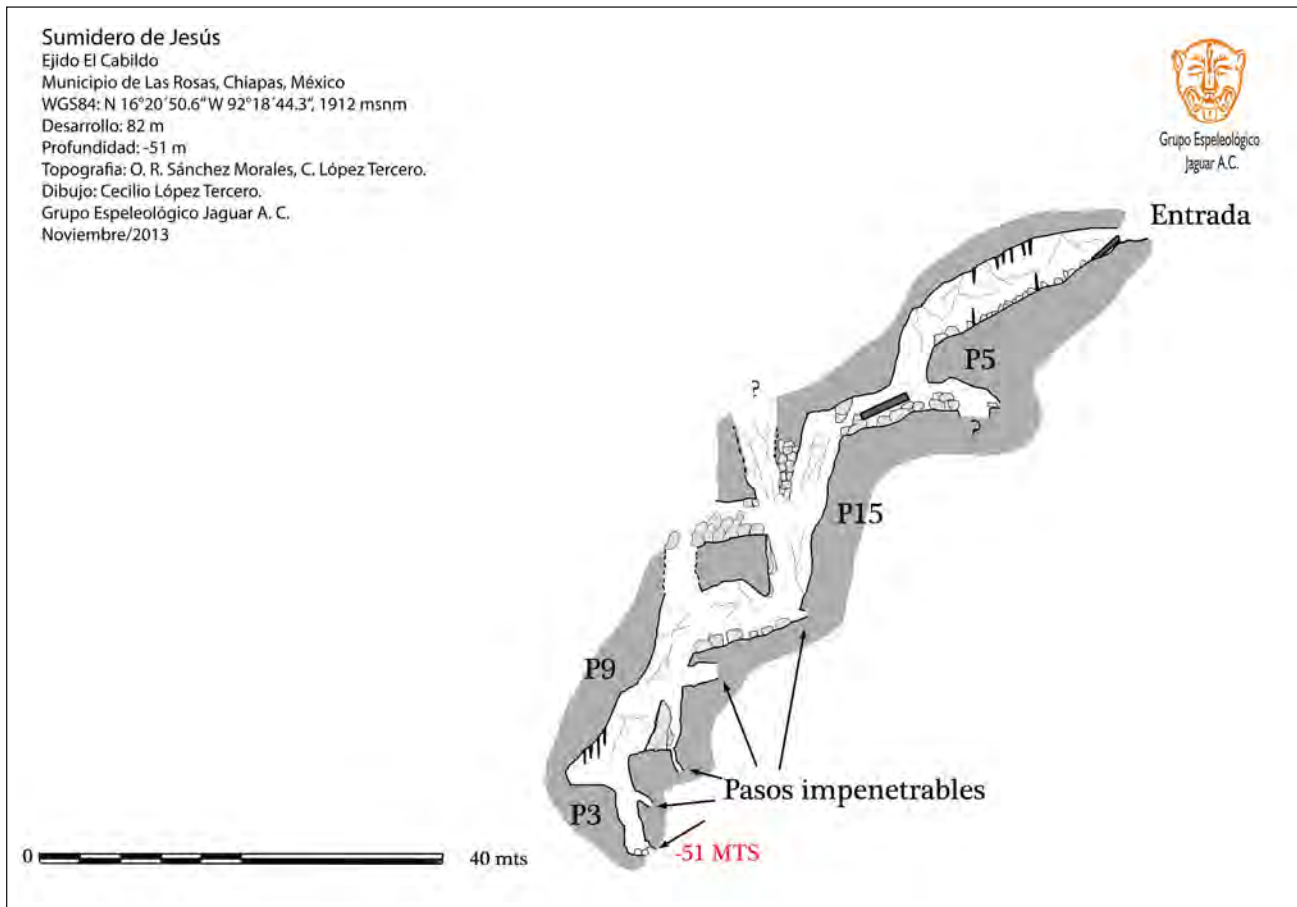 Sumidero de Jesús
Ejido El Cabildo
Municipio de Las Rosas, Chiapas, México
WGS84: N 16°20´50.6" W 92°18´44.3", 1912 msnm
Desarrollo: 82 m
Profundidad: -51 m
Topografia: O. R. Sánchez Morales, C. López Tercero.
Dibujo: Cecilio López Tercero.
Grupo Espeleológico Jaguar A. C.
Noviembre/2013
Grupo Espeleológico
Jaguar A.C.
Entrada
P5
?
?
P15
P9
Pasos impenetrables
P3
-51 MTS
0
40 mts